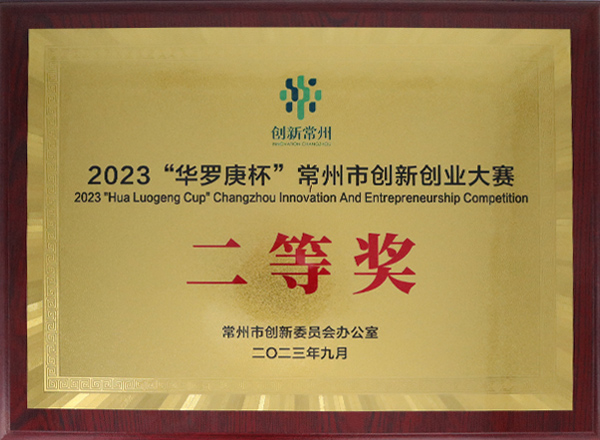 创新常州
INNOVATION CHANGZHOU
2023“华罗庚杯”常州市创新创业大赛
2023 "Hua Luogeng Cup" Changzhou Innovation And Entrepreneurship Competition
二等奖
常州市创新委员会办公室
二〇二三年九月